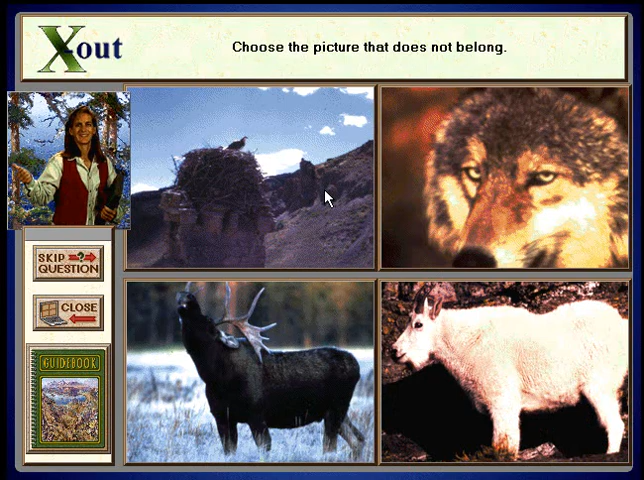 Xout
Choose the picture that does not belong.
SKIP
QUESTION
CLOSE
GUIDEBOOK